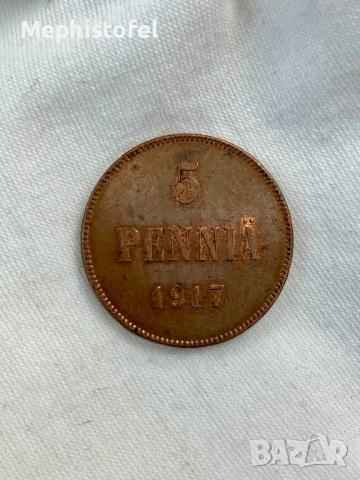 Mephistofel
5
PENNIÄ
1917
BAZAR